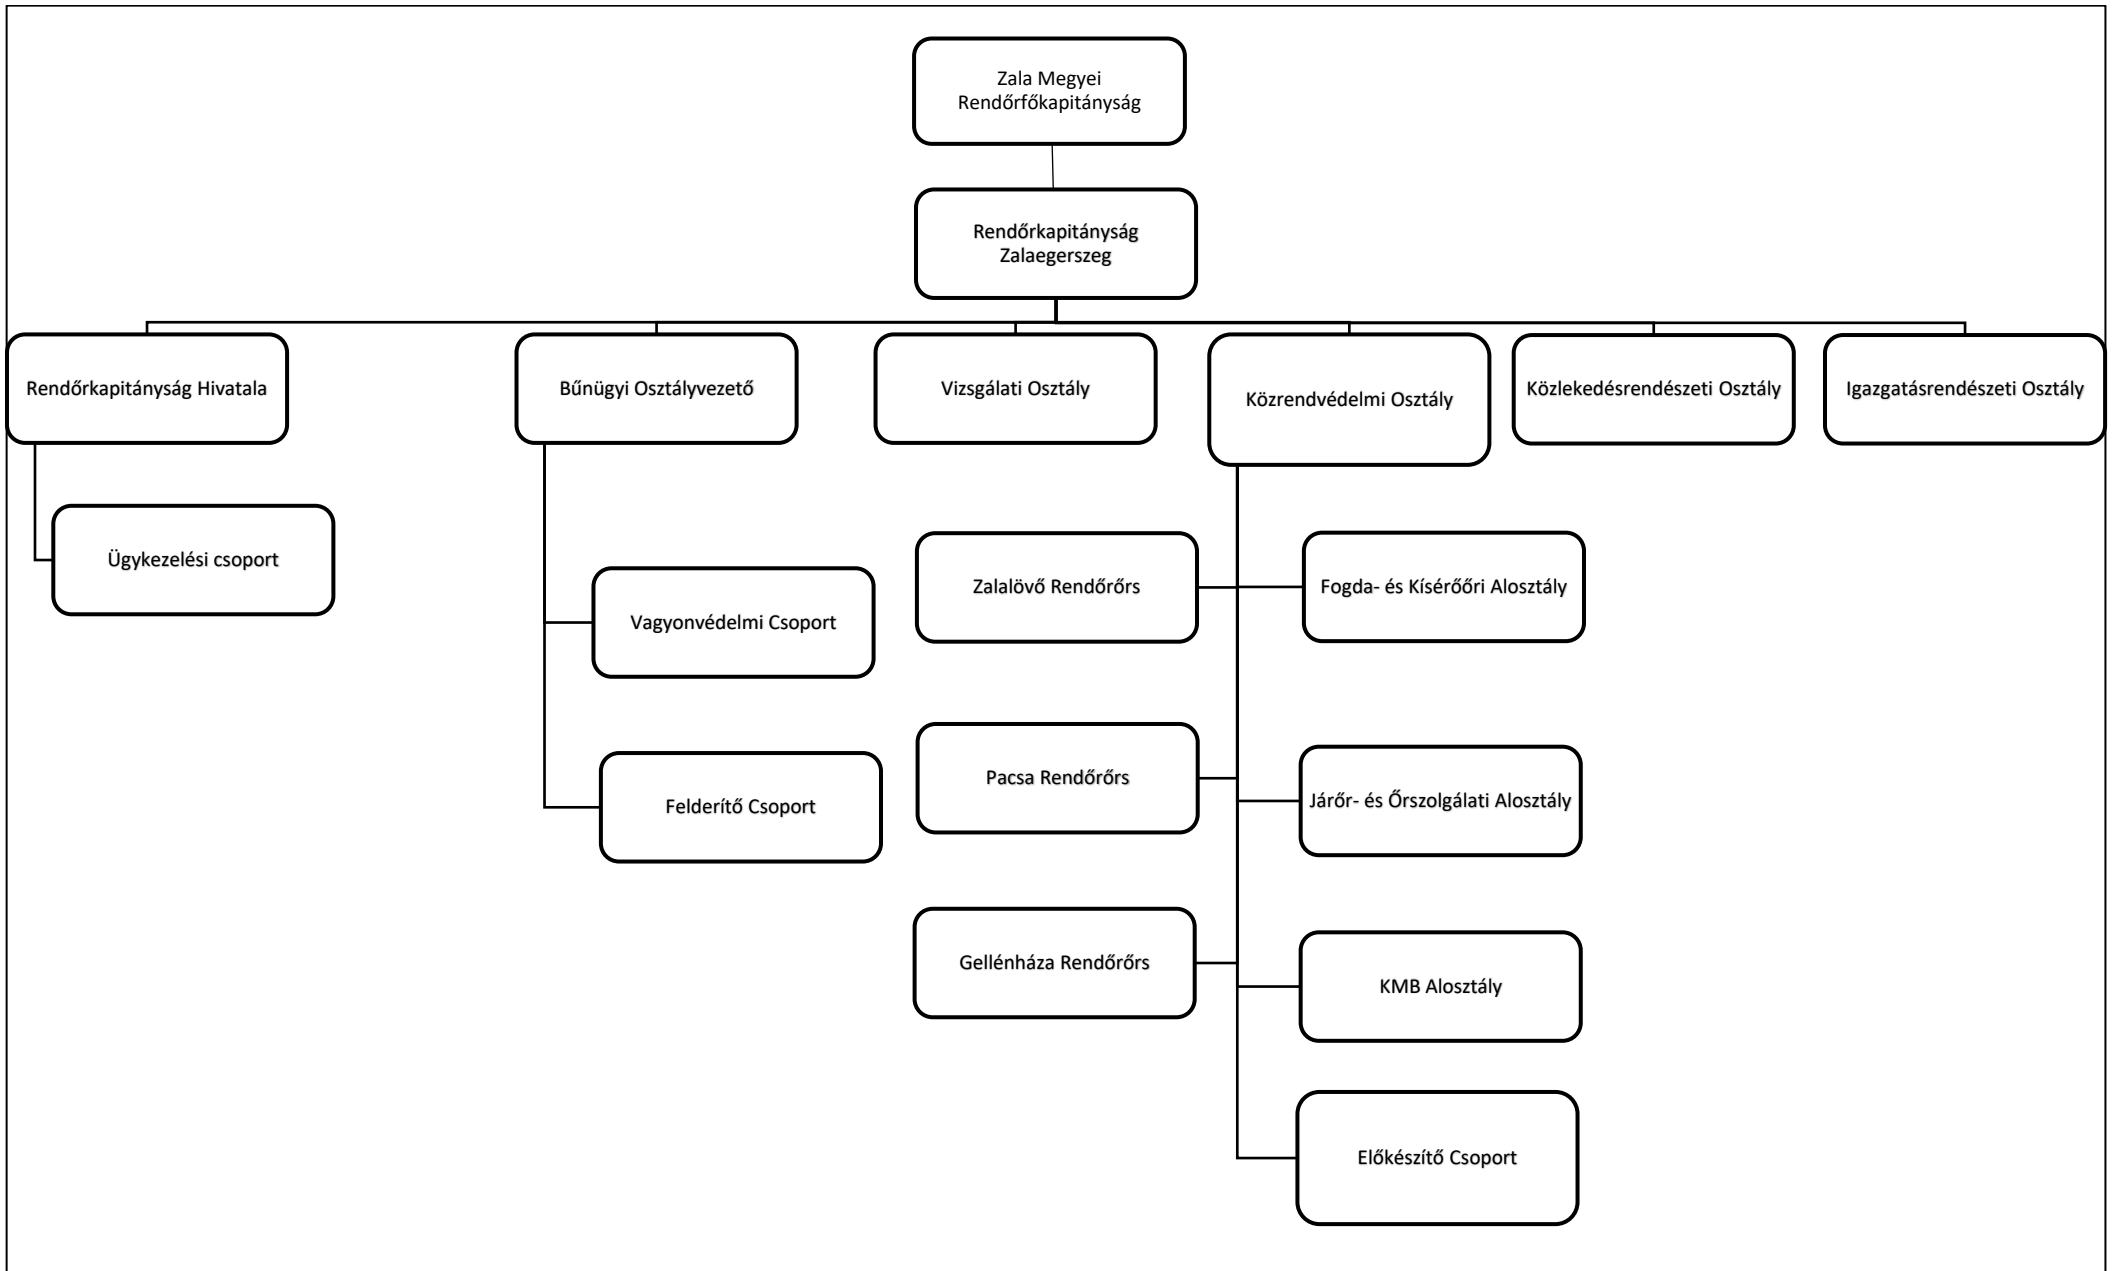 Zala Megyei
Rendőrfőkapitányság
Rendőrkapitányság
Zalaegerszeg
Rendőrkapitányság Hivatala
Bűnügyi Osztályvezető
Vizsgálati Osztály
Közrendvédelmi Osztály
Közlekedésrendészeti Osztály
Igazgatásrendészeti Osztály
Ügykezelési csoport
Vagyonvédelmi Csoport
Felderítő Csoport
Zalalövő Rendőrőrs
Pacsa Rendőrőrs
Gellénháza Rendőrőrs
Fogda- és Kísérőőri Alosztály
Járőr- és Őrszolgálati Alosztály
KMB Alosztály
Előkészítő Csoport